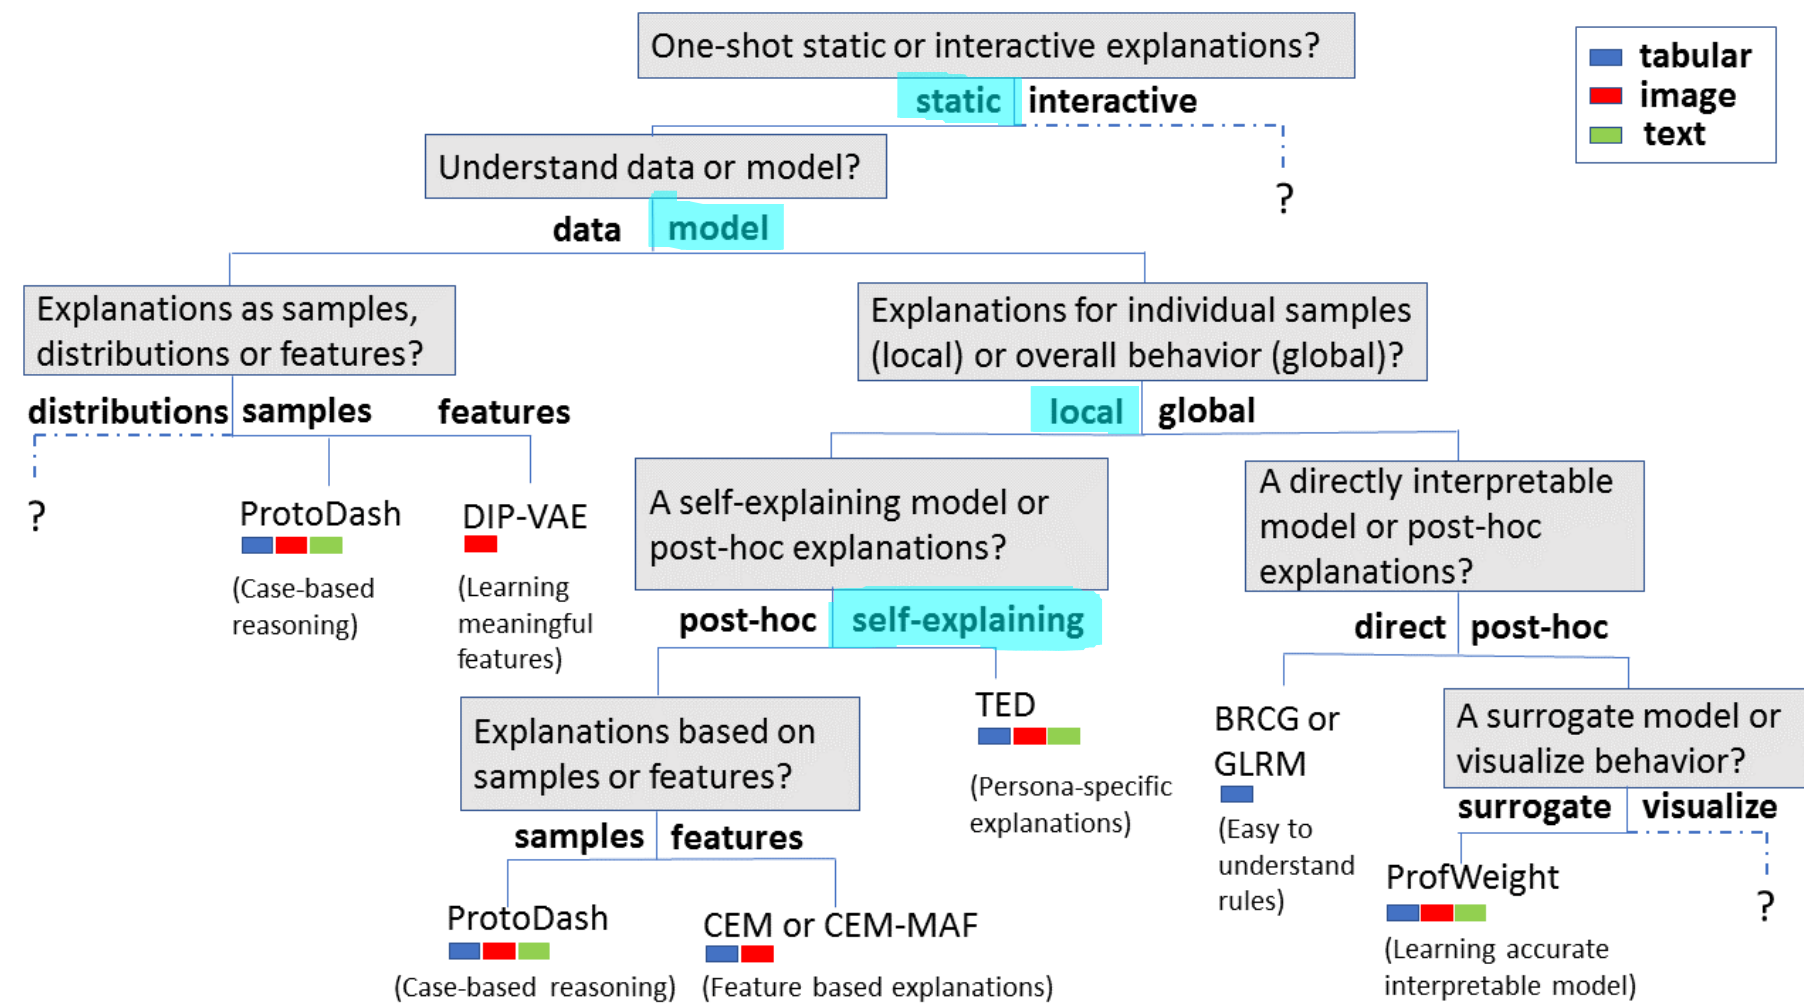 One-shot static or interactive explanations?
tabular
image
text
static
interactive
Understand data or model?
?
data
model
Explanations as samples,
distributions or features?
Explanations for individual samples
(local) or overall behavior (global)?
distributions
samples
features
local
global
?
ProtoDash
(Case-based
reasoning)
DIP-VAE
(Learning
meaningful
features)
A self-explaining model or
post-hoc explanations?
A directly interpretable
model or post-hoc
explanations?
post-hoc
self-explaining
direct
post-hoc
Explanations based on
samples or features?
TED
(Persona-specific
explanations)
BRCG or
GLRM
(Easy to
understand
rules)
A surrogate model or
visualize behavior?
samples
features
surrogate
visualize
ProtoDash
(Case-based reasoning)
CEM or CEM-MAF
(Feature based explanations)
ProfWeight
(Learning accurate
interpretable model)
?